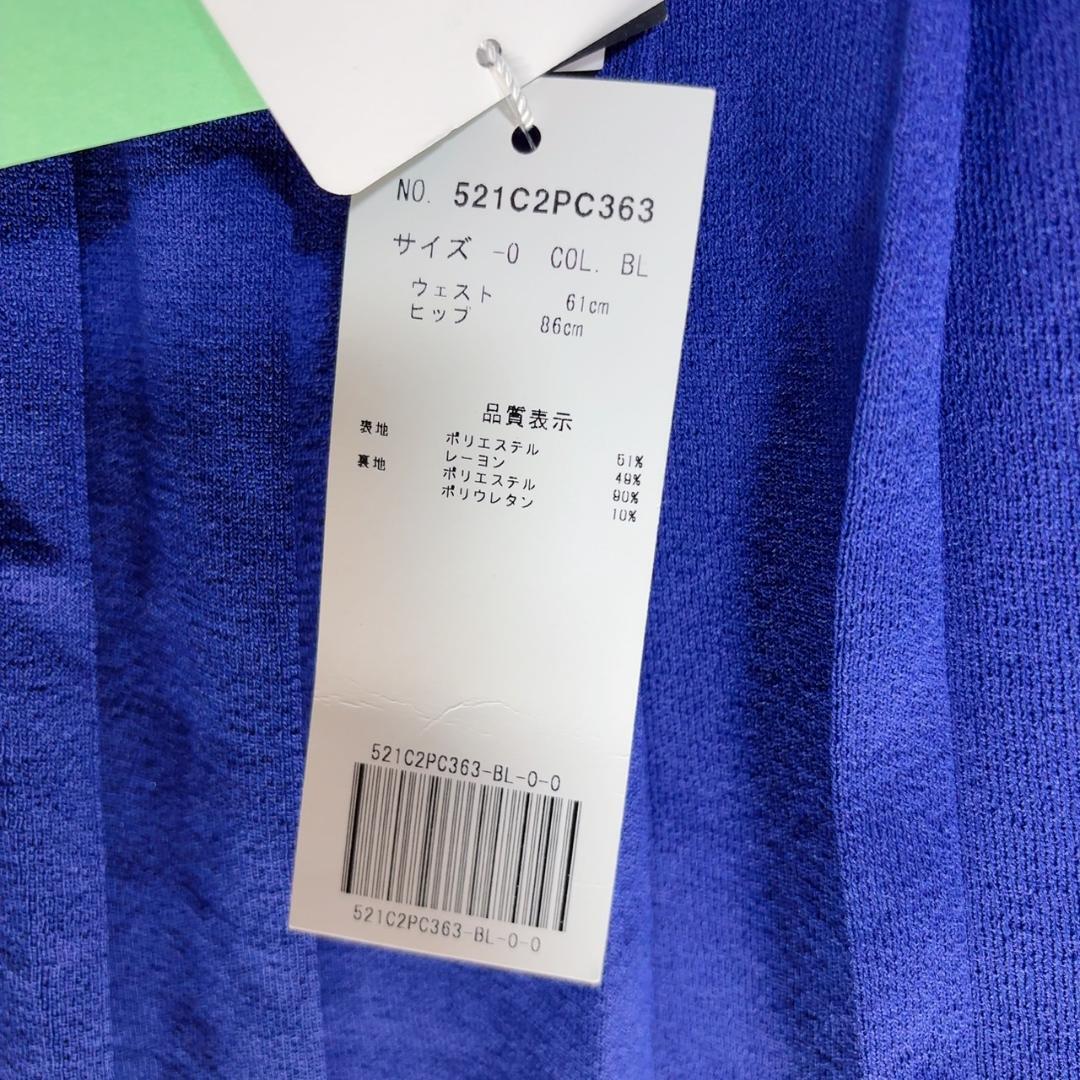 NO. 521C2PC363
サイズ -0 COL. BL
ウェスト 61cm
ヒップ 86cm
品質表示
表地 ポリエステル 51%
レーヨン 49%
裏地 ポリエステル 90%
ポリウレタン 10%
521C2PC363-BL-0-0
521C2PC363-BL-0-0